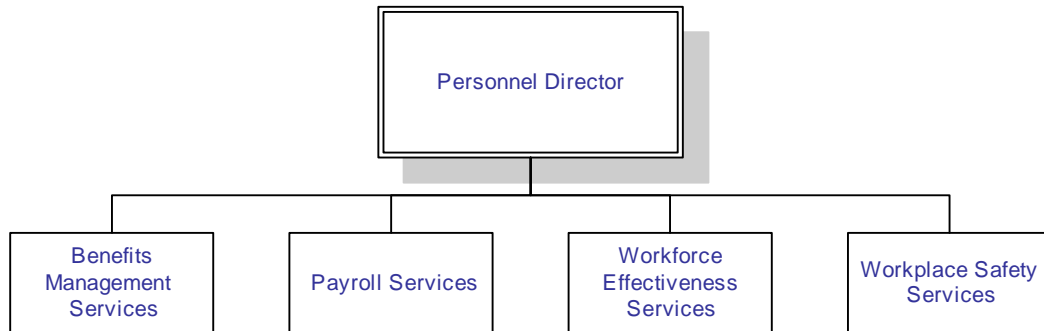 Personnel Director
Benefits
Management
Services
Payroll Services
Workforce
Effectiveness
Services
Workplace Safety
Services